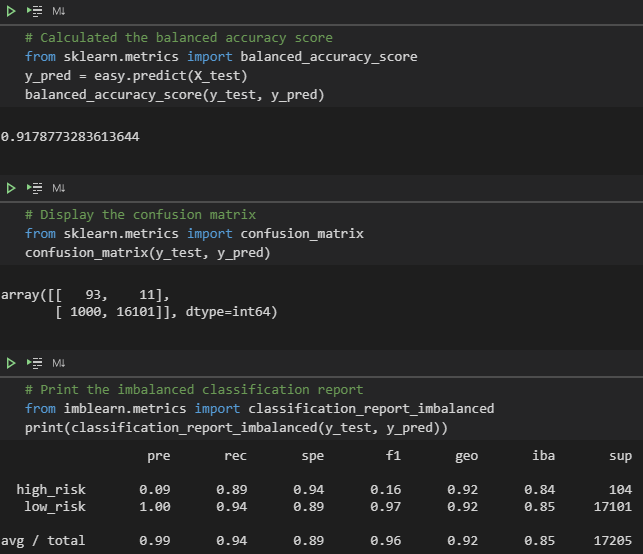 M↓
# Calculated the balanced accuracy score
from sklearn.metrics import balanced_accuracy_score
y_pred = easy.predict(X_test)
balanced_accuracy_score(y_test, y_pred)
0.9178773283613644
M↓
# Display the confusion matrix
from sklearn.metrics import confusion_matrix
confusion_matrix(y_test, y_pred)
array([[   93,    11],
       [ 1000, 16101]], dtype=int64)
M↓
# Print the imbalanced classification report
from imblearn.metrics import classification_report_imbalanced
print(classification_report_imbalanced(y_test, y_pred))
pre rec spe f1 geo iba sup
high_risk 0.09 0.89 0.94 0.16 0.92 0.84 104
low_risk 1.00 0.94 0.89 0.97 0.92 0.85 17101
avg / total 0.99 0.94 0.89 0.96 0.92 0.85 17205